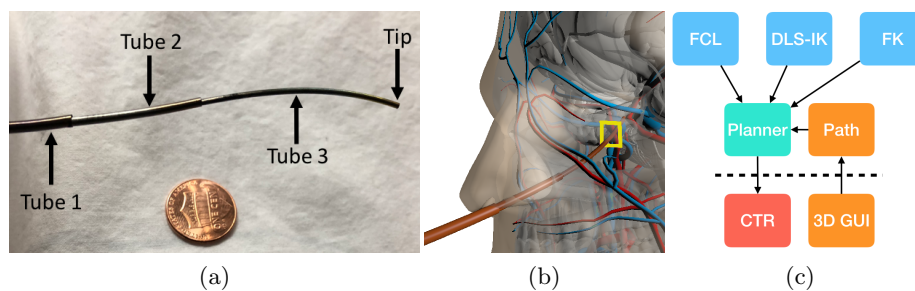 Tube 2
Tip
Tube 1
Tube 3
(a)
(b)
FCL
DLS-IK
FK
Planner
Path
CTR
3D GUI
(c)